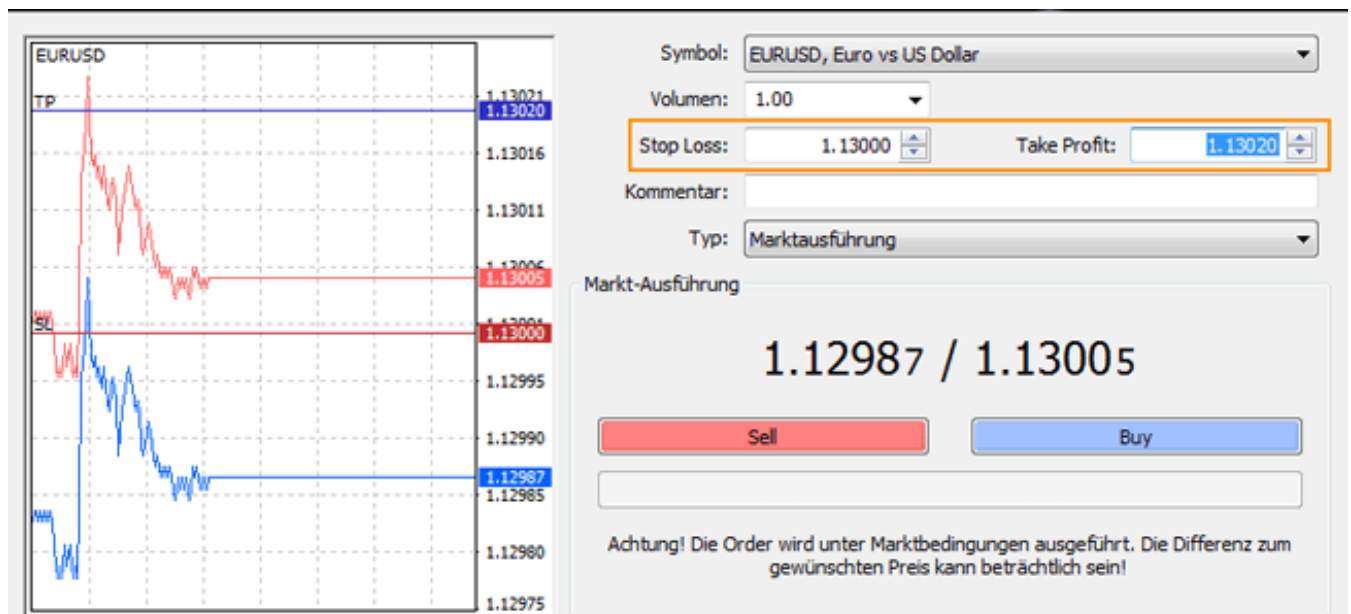 EURUSD
TP
SL
1.13021
1.13020
1.13016
1.13011
1.13006
1.13005
1.13001
1.13000
1.12995
1.12990
1.12987
1.12985
1.12980
1.12975
Symbol: EURUSD, Euro vs US Dollar
Volumen: 1.00
Stop Loss: 1.13000 Take Profit: 1.13020
Kommentar:
Typ: Marktausführung
Markt-Ausführung
1.12987 / 1.13005
Sell Buy
Achtung! Die Order wird unter Marktbedingungen ausgeführt. Die Differenz zum
gewünschten Preis kann beträchtlich sein!